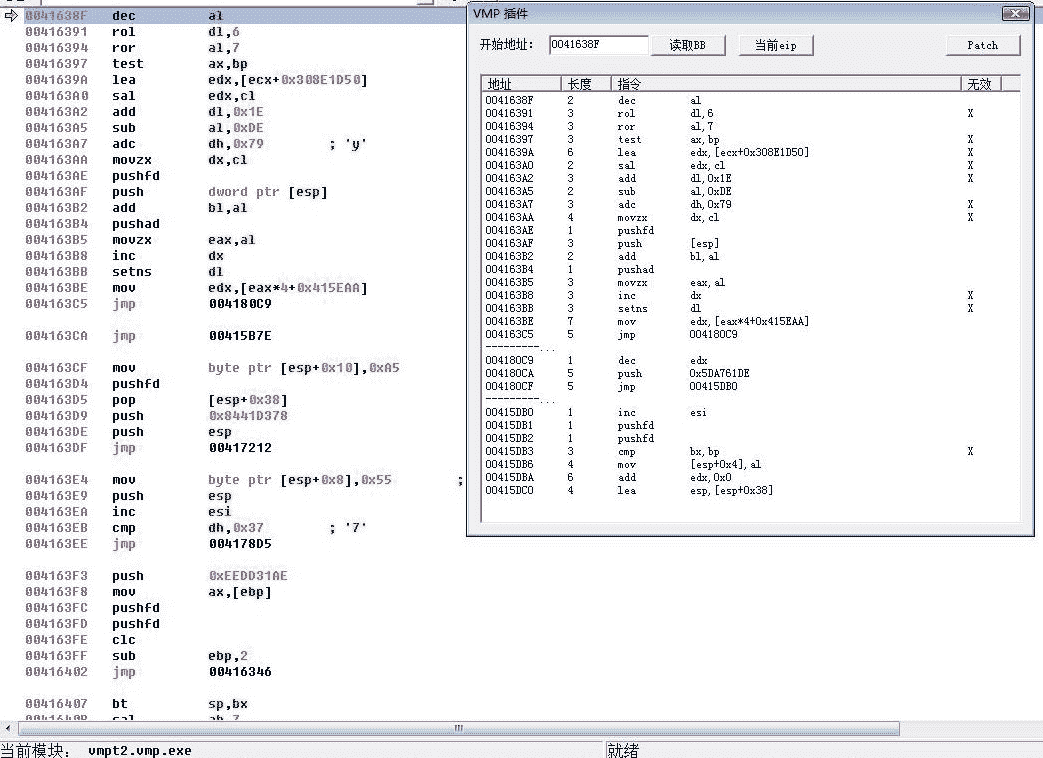 0041638F dec al
00416391 rol dl,6
00416394 ror al,7
00416397 test ax,bp
0041639A lea edx,[ecx+0x308E1D50]
004163A0 sal edx,cl
004163A2 add dl,0x1E
004163A5 sub al,0xDE
004163A7 adc dh,0x79 ; 'y'
004163AA movzx dx,cl
004163AE pushfd
004163AF push dword ptr [esp]
004163B2 add bl,al
004163B4 pushad
004163B5 movzx eax,al
004163B8 inc dx
004163BB setns dl
004163BE mov edx,[eax*4+0x415EAA]
004163C5 jmp 004180C9
004163CA jmp 00415B7E
004163CF mov byte ptr [esp+0x10],0xA5
004163D4 pushfd
004163D5 pop [esp+0x38]
004163D9 push 0x8441D378
004163DE push esp
004163DF jmp 00417212
004163E4 mov byte ptr [esp+0x8],0x55 ;
004163E9 push esp
004163EA inc esi
004163EB cmp dh,0x37 ; '7'
004163EE jmp 004178D5
004163F3 push 0xEEDD31AE
004163F8 mov ax,[ebp]
004163FC pushfd
004163FD pushfd
004163FE clc
004163FF sub ebp,2
00416402 jmp 00416346
00416407 bt sp,bx
VMP 插件
开始地址: 0041638F 读取BB 当前eip Patch
地址 长度 指令 无效
0041638F 2 dec al
00416391 3 rol dl,6 X
00416394 3 ror al,7
00416397 3 test ax,bp X
0041639A 6 lea edx,[ecx+0x308E1D50] X
004163A0 2 sal edx,cl X
004163A2 3 add dl,0x1E X
004163A5 2 sub al,0xDE
004163A7 3 adc dh,0x79 X
004163AA 4 movzx dx,cl X
004163AE 1 pushfd
004163AF 3 push [esp]
004163B2 2 add bl,al
004163B4 1 pushad
004163B5 3 movzx eax,al
004163B8 3 inc dx X
004163BB 3 setns dl X
004163BE 7 mov edx,[eax*4+0x415EAA]
004163C5 5 jmp 004180C9
---------...
004180C9 1 dec edx
004180CA 5 push 0x5DA761DE
004180CF 5 jmp 00415DB0
---------...
00415DB0 1 inc esi
00415DB1 1 pushfd
00415DB2 1 pushfd
00415DB3 3 cmp bx,bp X
00415DB6 4 mov [esp+0x4],al
00415DBA 6 add edx,0x0
00415DC0 4 lea esp,[esp+0x38]
当前模块: vmpt2.vmp.exe 就绪